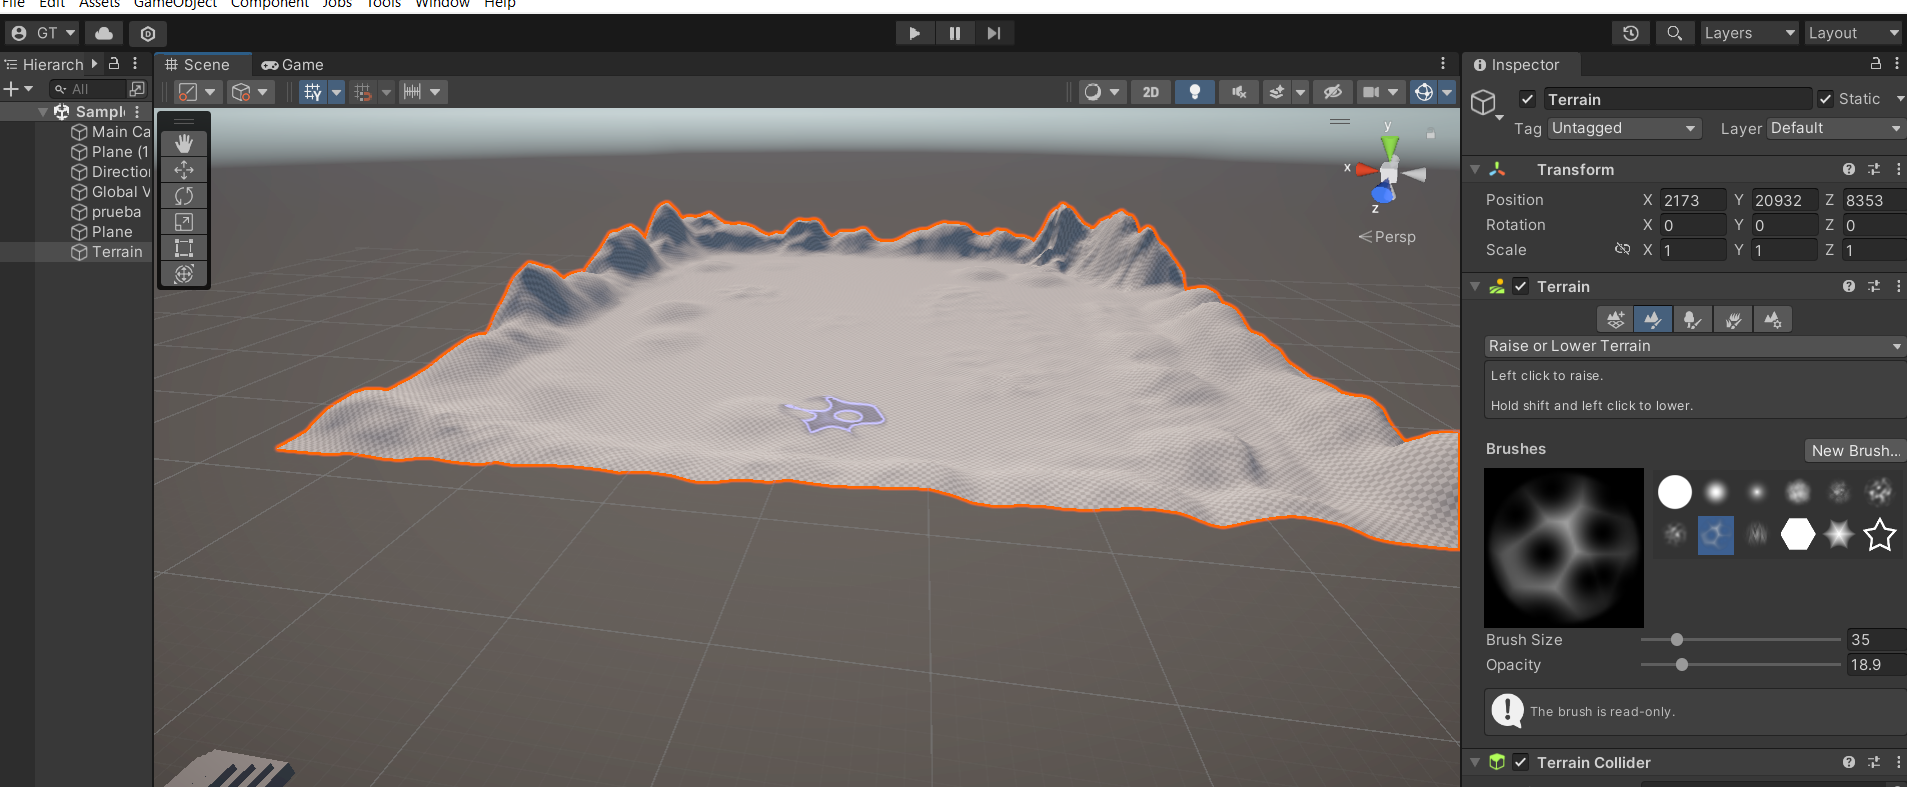 File Edit Assets GameObject Component Jobs Tools Window Help
GT Layers Layout
Hierarch Scene Game Inspector
All 2D
Terrain Static
Sampl
Main Ca
Tag Untagged Layer Default
Plane (1
Directio
Transform
Global V
Position X 2173 Y 20932 Z 8353
prueba
Rotation X 0 Y 0 Z 0
Plane
Scale X 1 Y 1 Z 1
Terrain
y
x
z
Persp
Terrain
Raise or Lower Terrain
Left click to raise.
Hold shift and left click to lower.
Brushes New Brush...
Brush Size 35
Opacity 18.9
The brush is read-only.
Terrain Collider